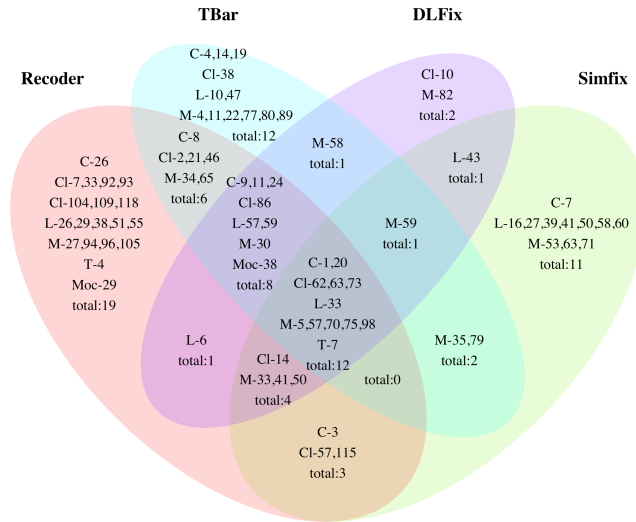 TBar
DLFix
Recoder
Simfix
C-4,14,19
Cl-38
L-10,47
M-4,11,22,77,80,89
total:12
Cl-10
M-82
total:2
C-8
Cl-2,21,46
M-34,65
total:6
M-58
total:1
L-43
total:1
C-26
Cl-7,33,92,93
Cl-104,109,118
L-26,29,38,51,55
M-27,94,96,105
T-4
Moc-29
total:19
C-9,11,24
Cl-86
L-57,59
M-30
Moc-38
total:8
M-59
total:1
C-7
L-16,27,39,41,50,58,60
M-53,63,71
total:11
C-1,20
Cl-62,63,73
L-33
M-5,57,70,75,98
T-7
total:12
L-6
total:1
M-35,79
total:2
Cl-14
M-33,41,50
total:4
total:0
C-3
Cl-57,115
total:3